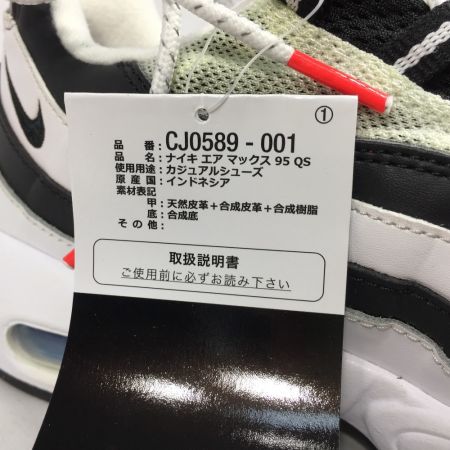 ①
品　　番：CJ0589 - 001
品　　名：ナイキ エア マックス 95 QS
使用用途：カジュアルシューズ
原 産 国：インドネシア
素材表記
甲：天然皮革＋合成皮革＋合成樹脂
底：合成底
そ の 他：
取扱説明書
ご使用前に必ずお読み下さい